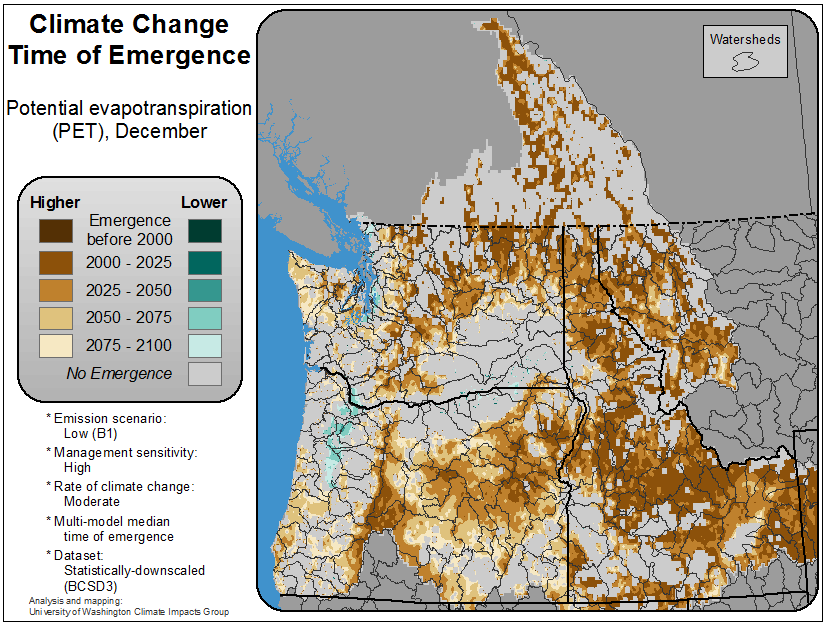 Climate Change
Time of Emergence
Potential evapotranspiration
(PET), December
Higher
Lower
Emergence
before 2000
2000 - 2025
2025 - 2050
2050 - 2075
2075 - 2100
No Emergence
* Emission scenario:
Low (B1)
* Management sensitivity:
High
* Rate of climate change:
Moderate
* Multi-model median
time of emergence
* Dataset:
Statistically-downscaled
(BCSD3)
Analysis and mapping:
University of Washington Climate Impacts Group
Watersheds